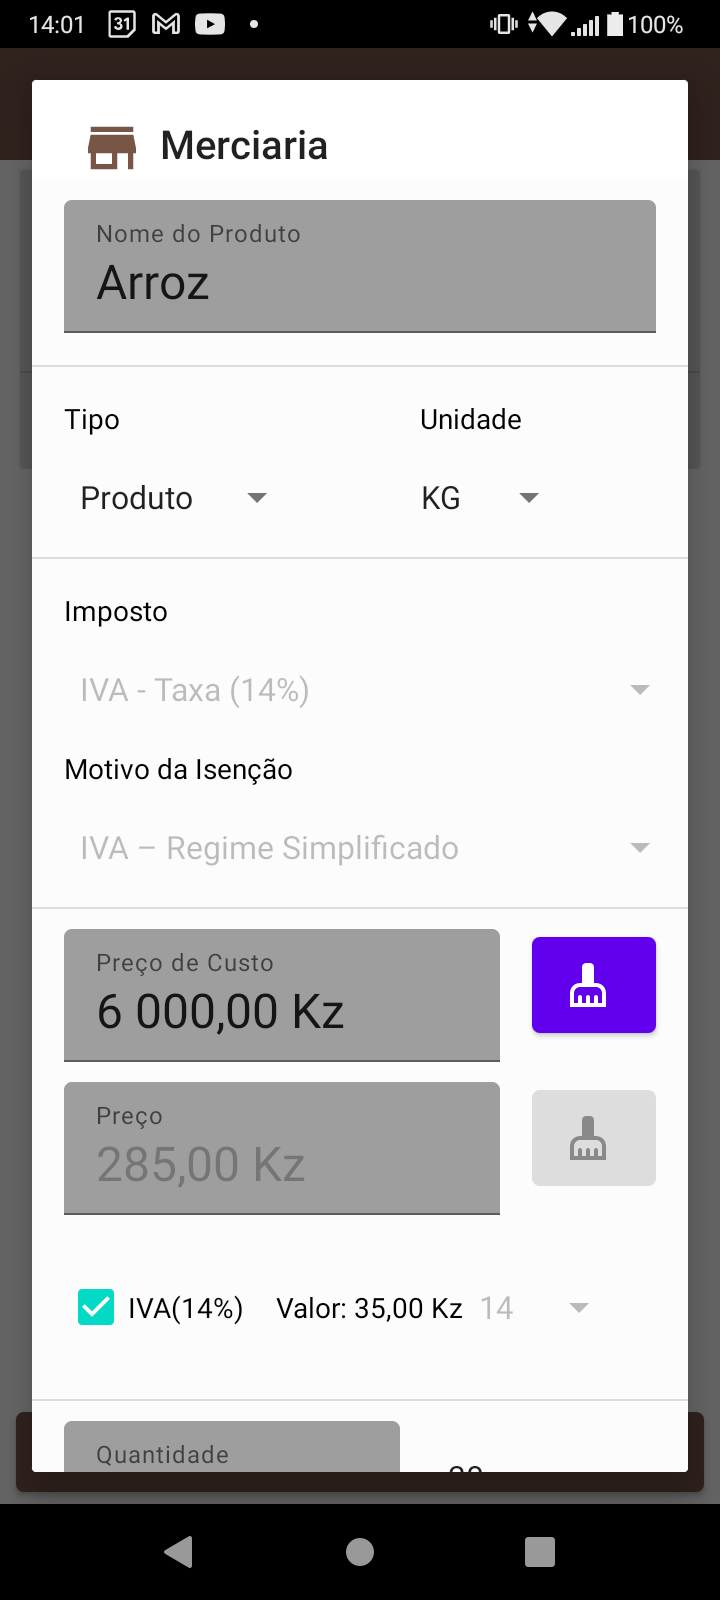 14:01 31 100%
Merciaria
Nome do Produto
Arroz
Tipo Unidade
Produto KG
Imposto
IVA - Taxa (14%)
Motivo da Isenção
IVA – Regime Simplificado
Preço de Custo
6 000,00 Kz
Preço
285,00 Kz
IVA(14%) Valor: 35,00 Kz 14
Quantidade